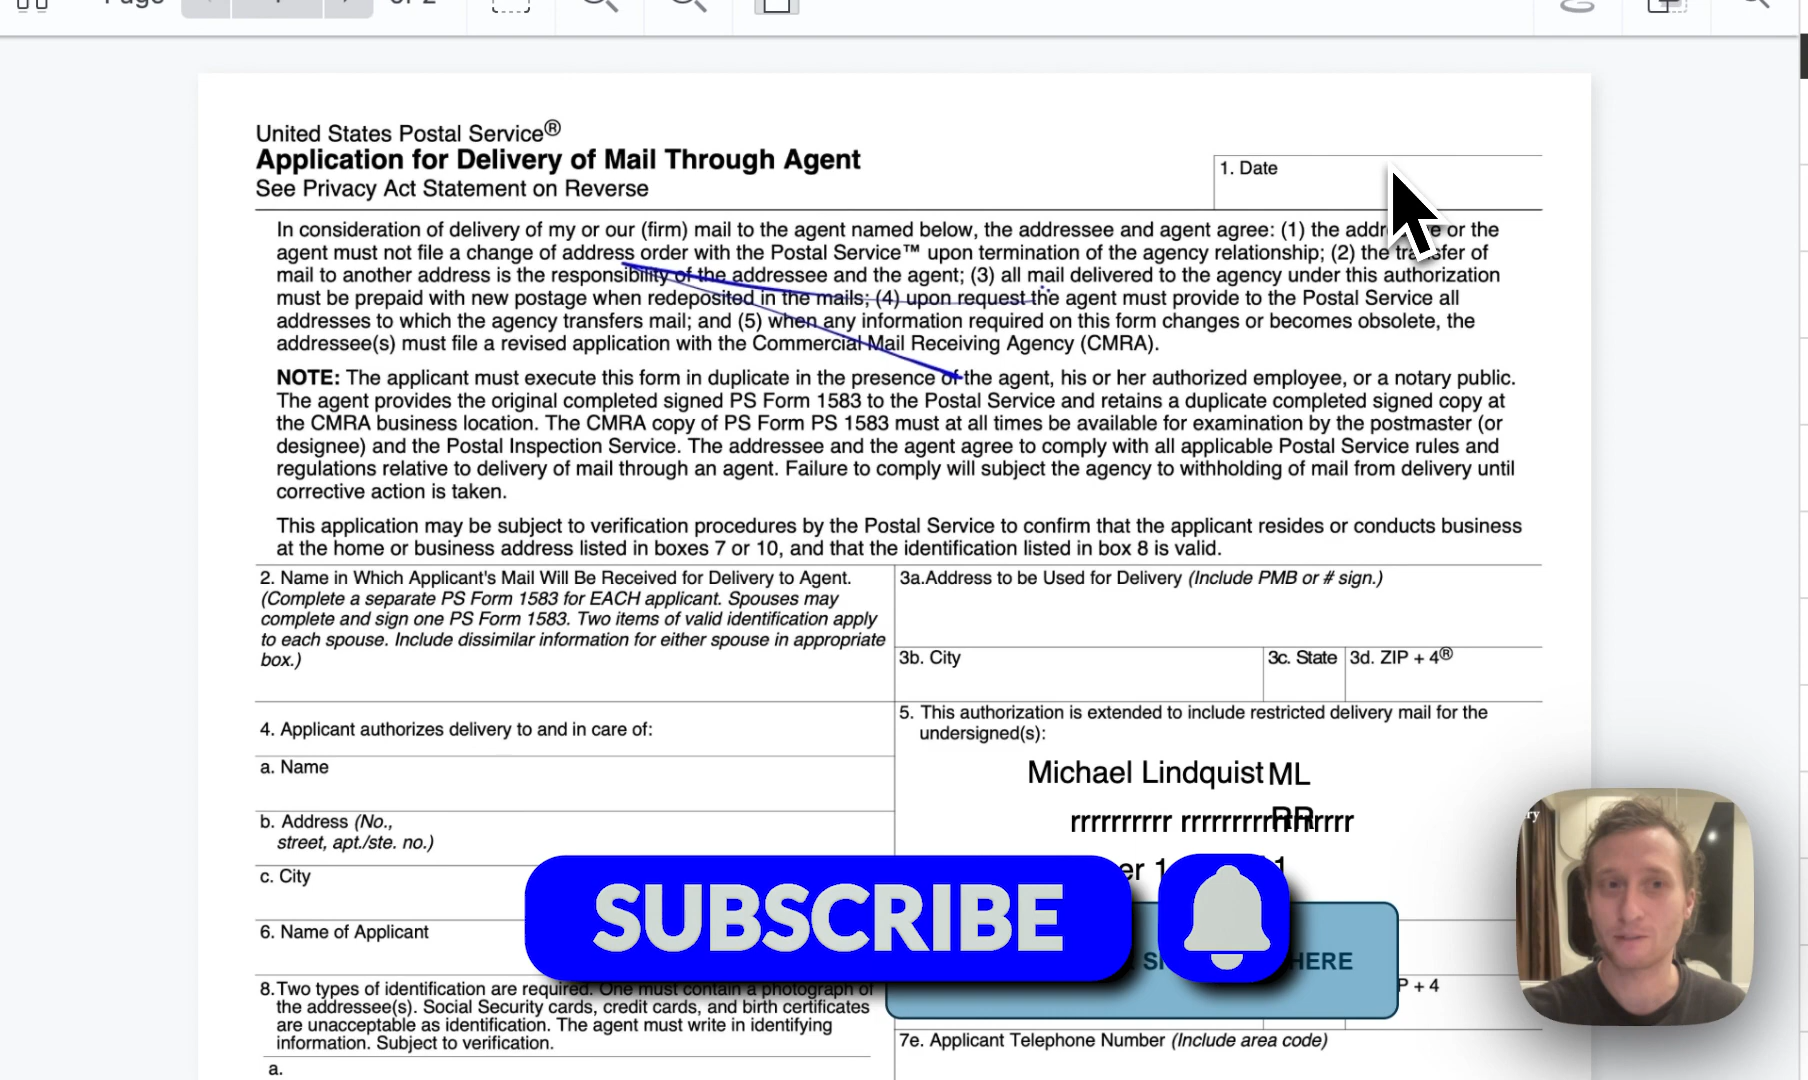 Page
of 2
United States Postal Service®
Application for Delivery of Mail Through Agent
See Privacy Act Statement on Reverse
1. Date
In consideration of delivery of my or our (firm) mail to the agent named below, the addressee and agent agree: (1) the addressee or the
agent must not file a change of address order with the Postal Service™ upon termination of the agency relationship; (2) the transfer of
mail to another address is the responsibility of the addressee and the agent; (3) all mail delivered to the agency under this authorization
must be prepaid with new postage when redeposited in the mails; (4) upon request the agent must provide to the Postal Service all
addresses to which the agency transfers mail; and (5) when any information required on this form changes or becomes obsolete, the
addressee(s) must file a revised application with the Commercial Mail Receiving Agency (CMRA).
NOTE: The applicant must execute this form in duplicate in the presence of the agent, his or her authorized employee, or a notary public.
The agent provides the original completed signed PS Form 1583 to the Postal Service and retains a duplicate completed signed copy at
the CMRA business location. The CMRA copy of PS Form PS 1583 must at all times be available for examination by the postmaster (or
designee) and the Postal Inspection Service. The addressee and the agent agree to comply with all applicable Postal Service rules and
regulations relative to delivery of mail through an agent. Failure to comply will subject the agency to withholding of mail from delivery until
corrective action is taken.
This application may be subject to verification procedures by the Postal Service to confirm that the applicant resides or conducts business
at the home or business address listed in boxes 7 or 10, and that the identification listed in box 8 is valid.
2. Name in Which Applicant's Mail Will Be Received for Delivery to Agent.
(Complete a separate PS Form 1583 for EACH applicant. Spouses may
complete and sign one PS Form 1583. Two items of valid identification apply
to each spouse. Include dissimilar information for either spouse in appropriate
box.)
3a.Address to be Used for Delivery (Include PMB or # sign.)
3b. City
3c. State
3d. ZIP + 4®
4. Applicant authorizes delivery to and in care of:
a. Name
b. Address (No.,
street, apt./ste. no.)
c. City
5. This authorization is extended to include restricted delivery mail for the
undersigned(s):
Michael Lindquist ML
RR
SUBSCRIBE
HERE
6. Name of Applicant
P + 4
8.Two types of identification are required. One must contain a photograph of
the addressee(s). Social Security cards, credit cards, and birth certificates
are unacceptable as identification. The agent must write in identifying
information. Subject to verification.
a.
7e. Applicant Telephone Number (Include area code)